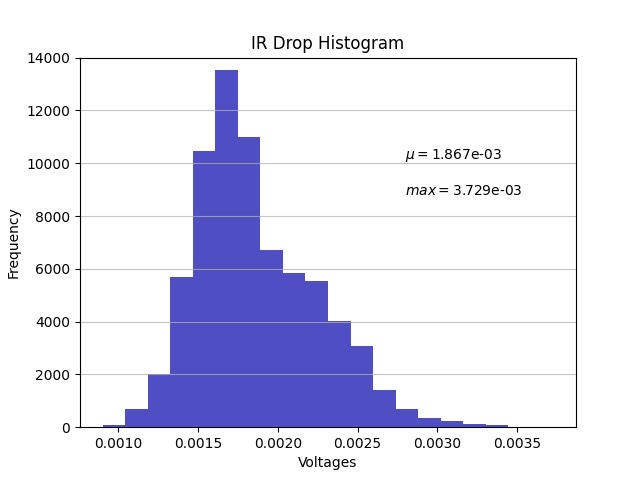 IR Drop Histogram
14000
12000
10000
8000
6000
4000
2000
0
Frequency
μ = 1.867e-03
max = 3.729e-03
0.0010 0.0015 0.0020 0.0025 0.0030 0.0035
Voltages